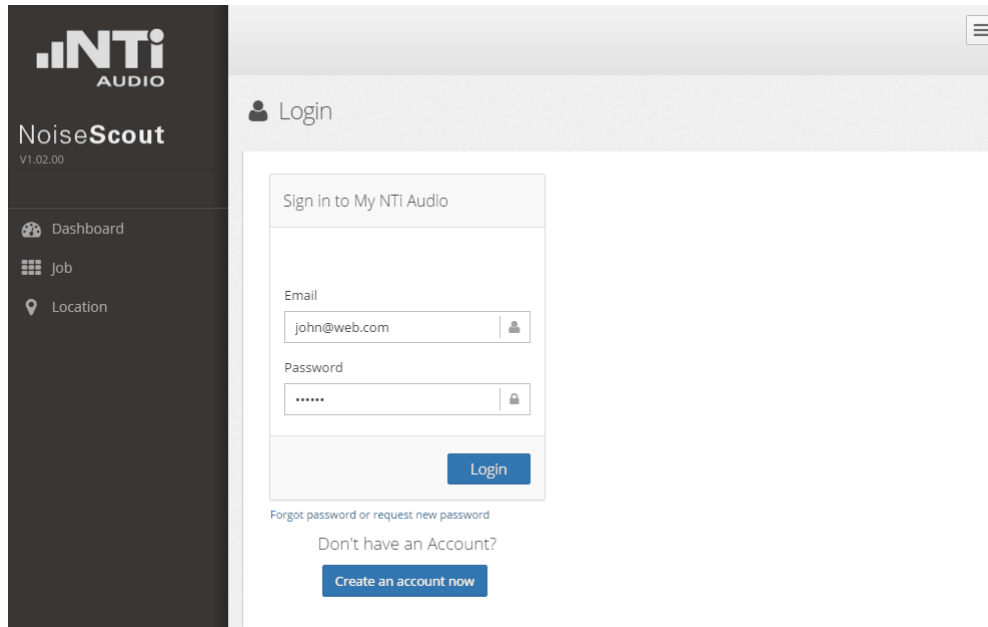 NTi
AUDIO
NoiseScout
V1.02.00
Dashboard
Job
Location
Login
Sign in to My NTi Audio
Email
john@web.com
Password
••••••
Login
Forgot password or request new password
Don't have an Account?
Create an account now